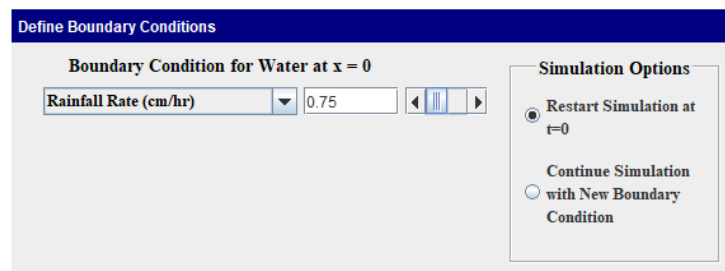 Define Boundary Conditions
Boundary Condition for Water at x = 0
Rainfall Rate (cm/hr)
0.75
Simulation Options
Restart Simulation at
t=0
Continue Simulation
with New Boundary
Condition